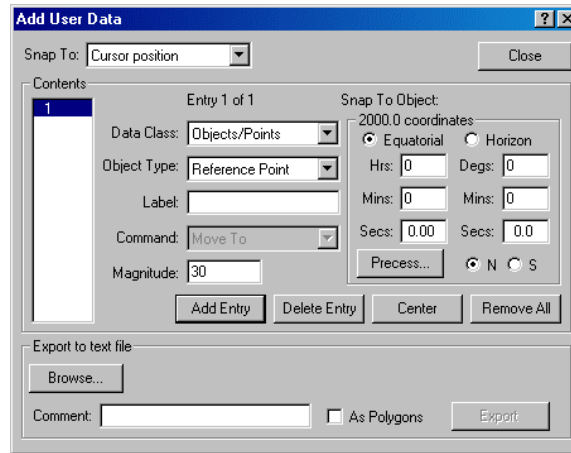 Add User Data
Snap To: Cursor position
Close
Contents
1
Entry 1 of 1
Snap To Object:
2000.0 coordinates
Data Class: Objects/Points
Equatorial
Horizon
Object Type: Reference Point
Hrs: 0
Degs: 0
Label:
Mins: 0
Mins: 0
Command: Move To
Secs: 0.00
Secs: 0.0
Magnitude: 30
Precess...
N
S
Add Entry
Delete Entry
Center
Remove All
Export to text file
Browse...
Comment:
As Polygons
Export